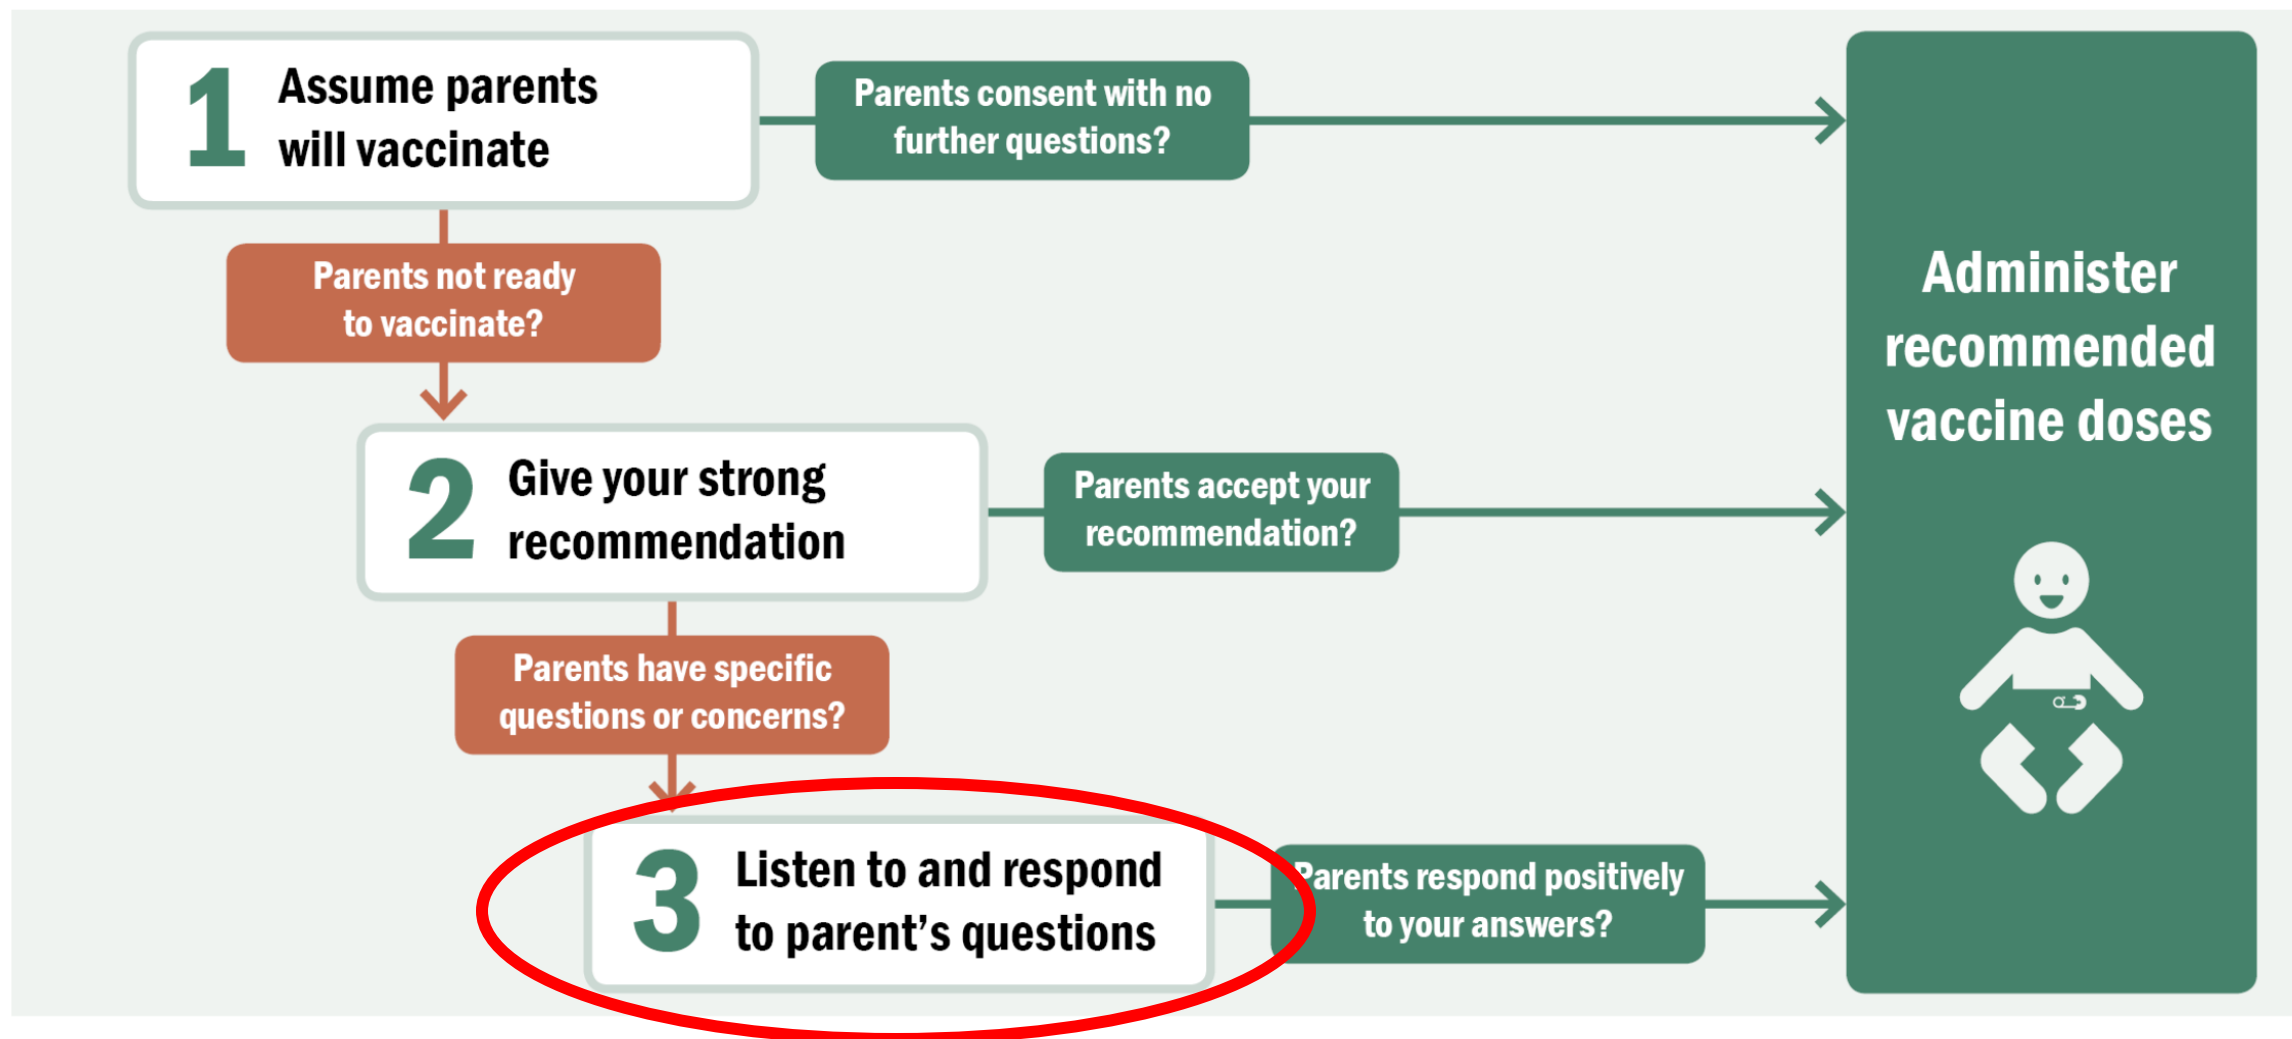 1 Assume parents
will vaccinate
Parents consent with no
further questions?
Parents not ready
to vaccinate?
2 Give your strong
recommendation
Parents accept your
recommendation?
Parents have specific
questions or concerns?
3 Listen to and respond
to parent’s questions
Parents respond positively
to your answers?
Administer
recommended
vaccine doses